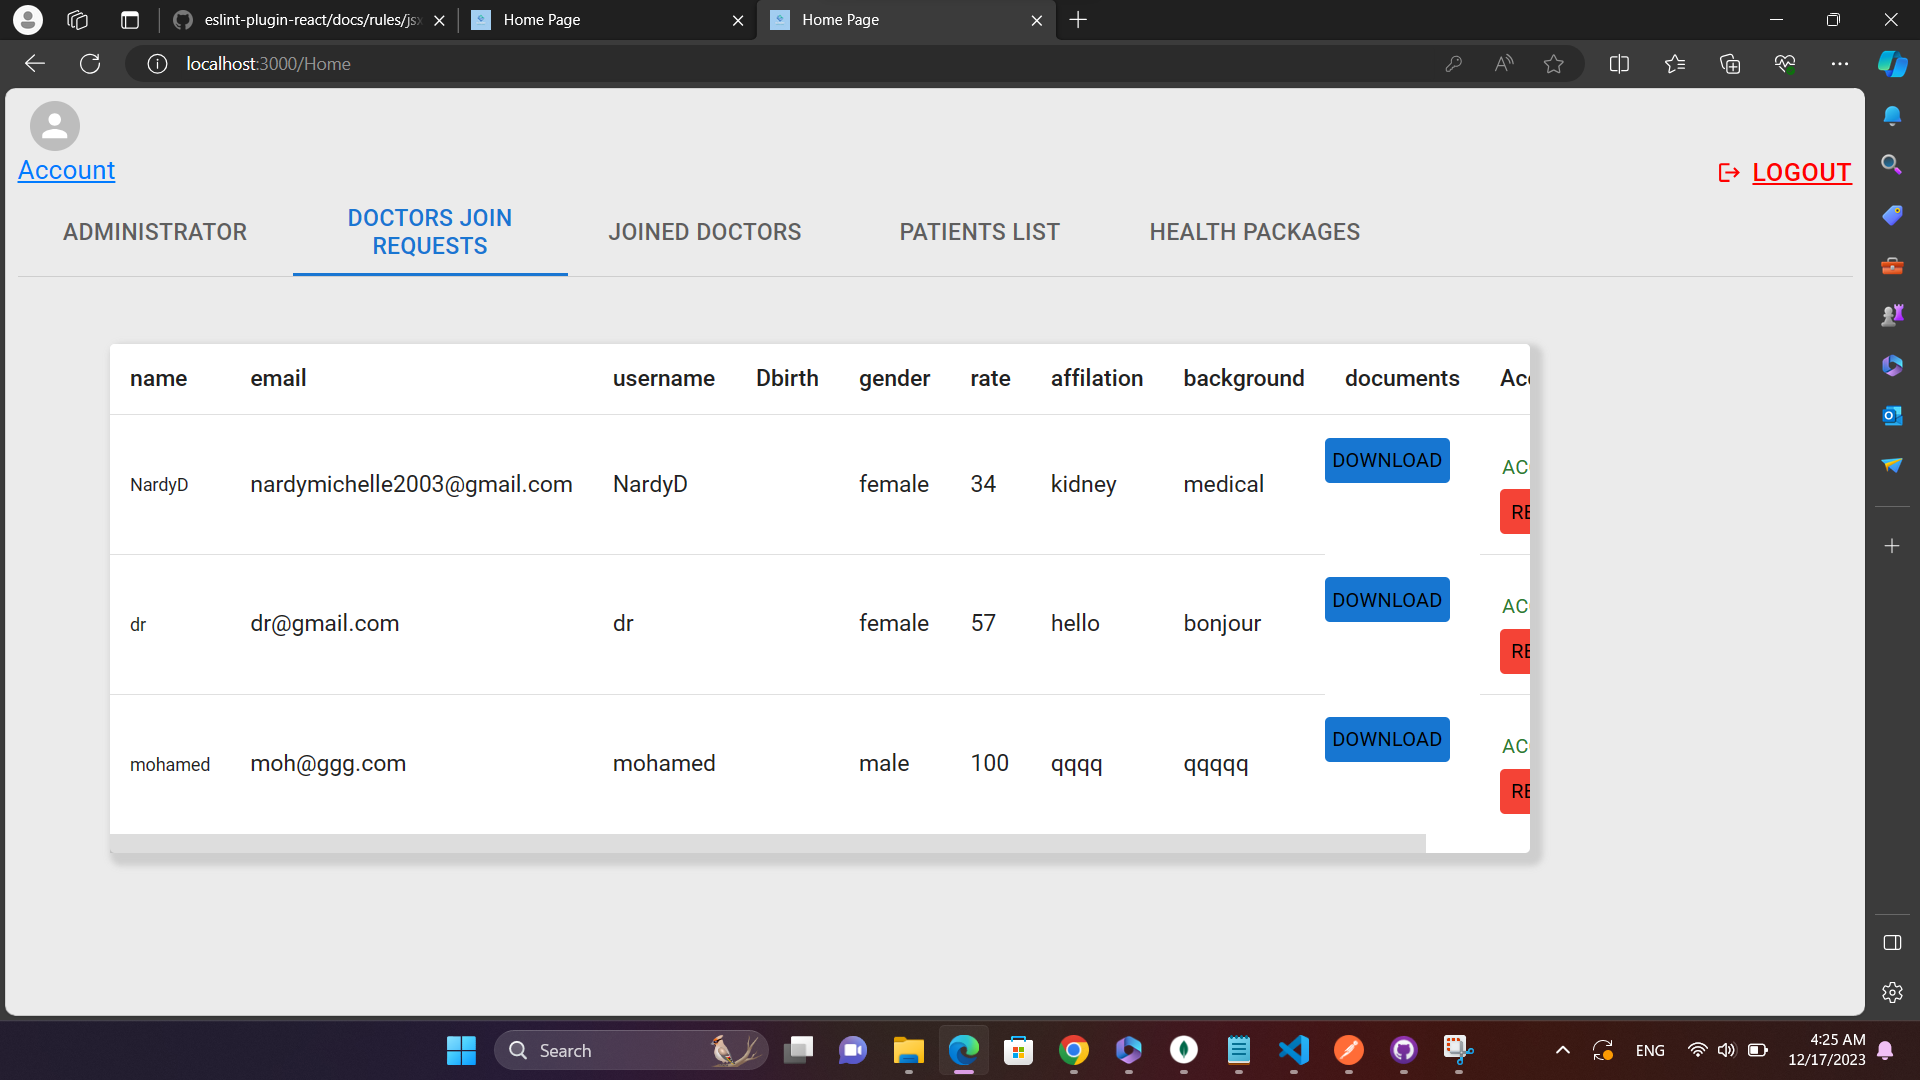 eslint-plugin-react/docs/rules/jsx
Home Page
Home Page
localhost:3000/Home
Account
LOGOUT
ADMINISTRATOR
DOCTORS JOIN
REQUESTS
JOINED DOCTORS
PATIENTS LIST
HEALTH PACKAGES
name email username Dbirth gender rate affilation background documents Acc
NardyD nardymichelle2003@gmail.com NardyD female 34 kidney medical DOWNLOAD AC
RE
dr dr@gmail.com dr female 57 hello bonjour DOWNLOAD AC
RE
mohamed moh@ggg.com mohamed male 100 qqqq qqqqq DOWNLOAD AC
RE
Search
ENG
4:25 AM
12/17/2023